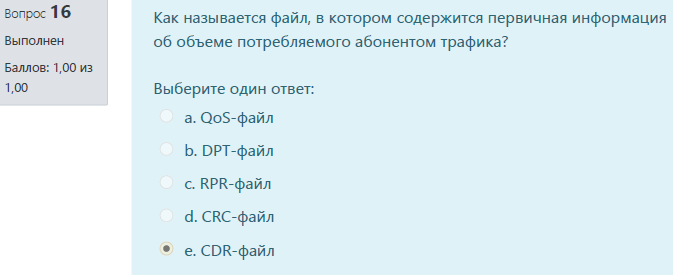 Вопрос 16
Выполнен
Баллов: 1,00 из
1,00
Как называется файл, в котором содержится первичная информация
об объеме потребляемого абонентом трафика?
Выберите один ответ:
a. QoS-файл
b. DPT-файл
c. RPR-файл
d. CRC-файл
e. CDR-файл